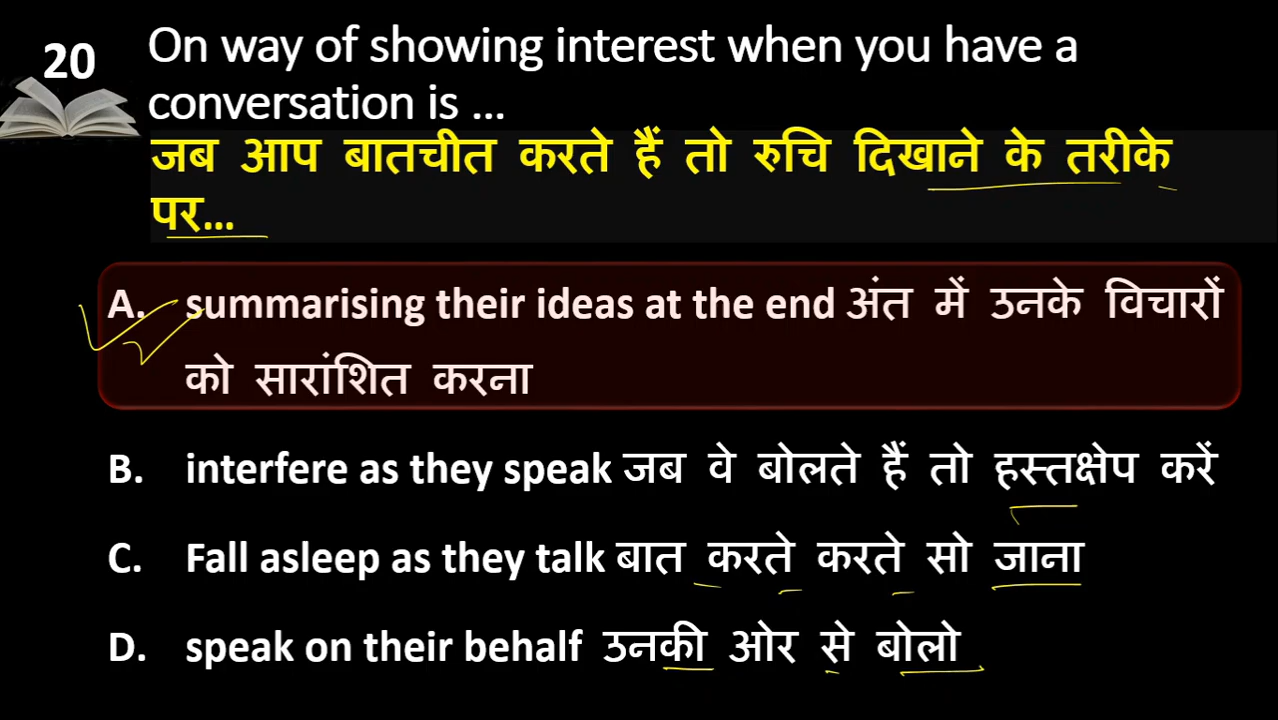 20
On way of showing interest when you have a
conversation is ...
जब आप बातचीत करते हैं तो रुचि दिखाने के तरीके
पर...
A. summarising their ideas at the end अंत में उनके विचारों
को सारांशित करना
B. interfere as they speak जब वे बोलते हैं तो हस्तक्षेप करें
C. Fall asleep as they talk बात करते करते सो जाना
D. speak on their behalf उनकी ओर से बोलो